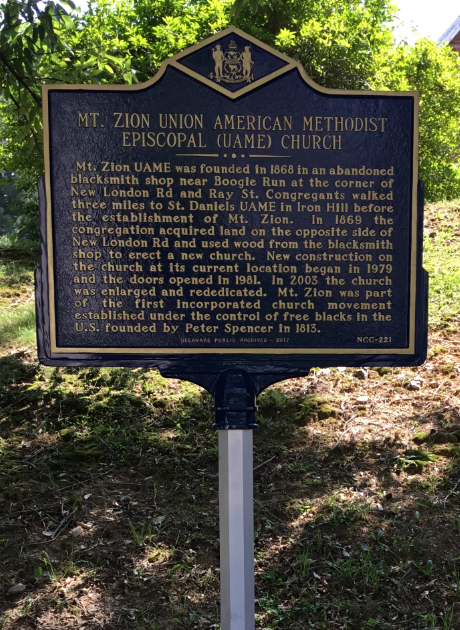 MT. ZION UNION AMERICAN METHODIST
EPISCOPAL (UAME) CHURCH
Mt. Zion UAME was founded in 1868 in an abandoned
blacksmith shop near Boogie Run at the corner of
New London Rd and Ray St. Congregants walked
three miles to St. Daniels UAME in Iron Hill before
the establishment of Mt. Zion. In 1869 the
congregation acquired land on the opposite side of
New London Rd and used wood from the blacksmith
shop to erect a new church. New construction on
the church at its current location began in 1979
and the doors opened in 1981. In 2003 the church
was enlarged and rededicated. Mt. Zion was part
of the first incorporated church movement
established under the control of free blacks in the
U.S. founded by Peter Spencer in 1813.
DELAWARE PUBLIC ARCHIVES - 2017 NCC-221